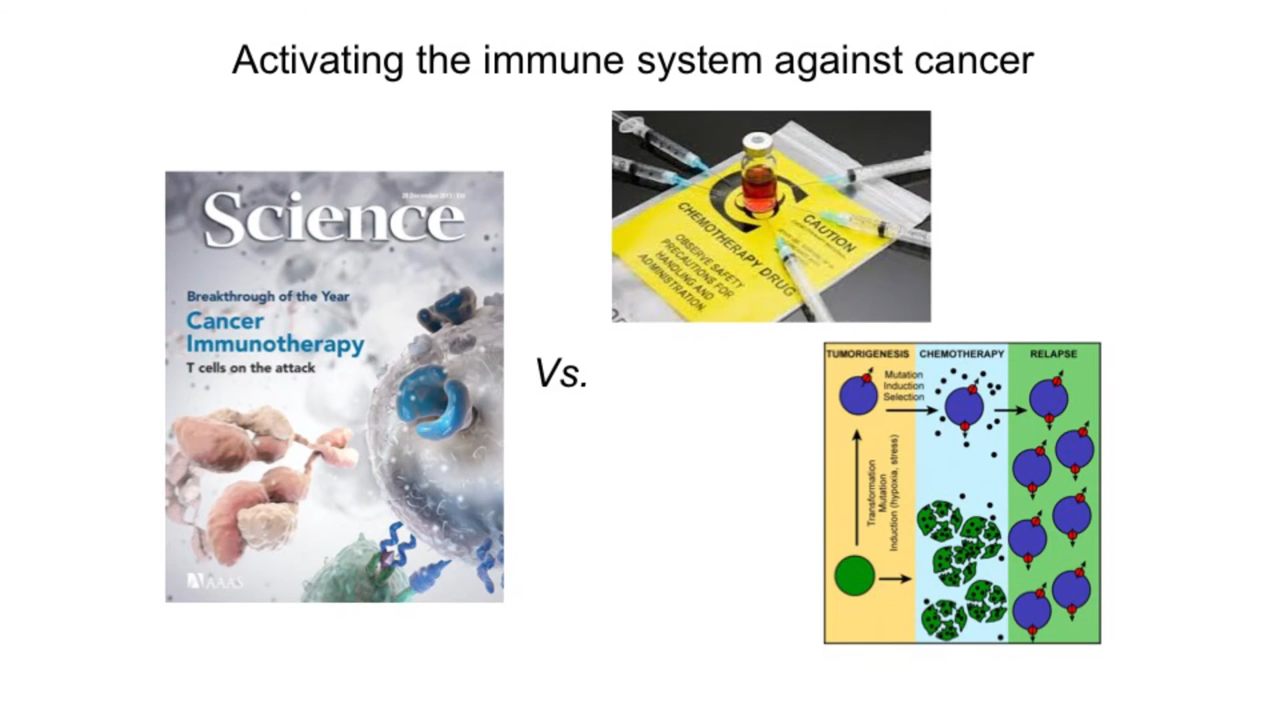 Activating the immune system against cancer
Science
Breakthrough of the Year
Cancer
Immunotherapy
T cells on the attack
AAAS
Vs.
CHEMOTHERAPY DRUG
OBSERVE SAFETY
PRECAUTIONS FOR
HANDLING AND
ADMINISTRATION.
CAUTION
TUMORIGENESIS
CHEMOTHERAPY
RELAPSE
Mutation
Induction
Selection
Transformation
Mutation
Induction (hypoxia, stress)